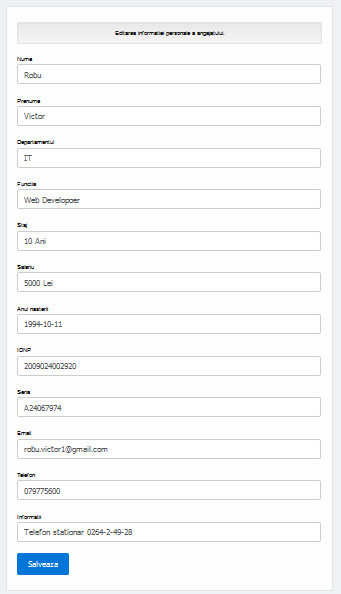 Editarea informatiei personale a angajatului.
Nume
Robu
Prenume
Victor
Departamentul
IT
Functia
Web Developoer
Staj
10 Ani
Salariu
5000 Lei
Anul nasterii
1994-10-11
IDNP
2009024002920
Seria
A24067974
Email
robu.victor1@gmail.com
Telefon
079775600
Informatii
Telefon stationar 0264-2-49-28
Salveaza